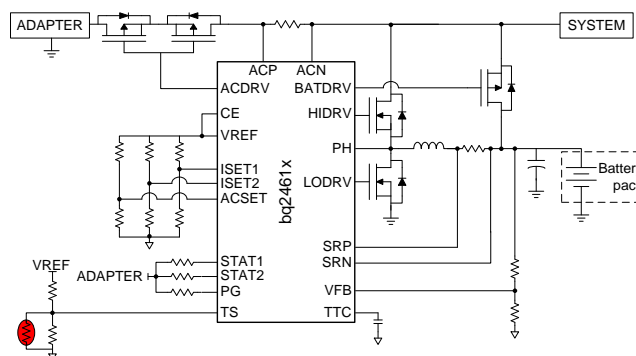 ADAPTER
SYSTEM
ACP
ACN
ACDRV
BATDRV
CE
HIDRV
VREF
PH
ISET1
ISET2
LODRV
ACSET
bq2461x
Batter
pac
SRP
STAT1
SRN
VREF
ADAPTER
STAT2
PG
VFB
TS
TTC